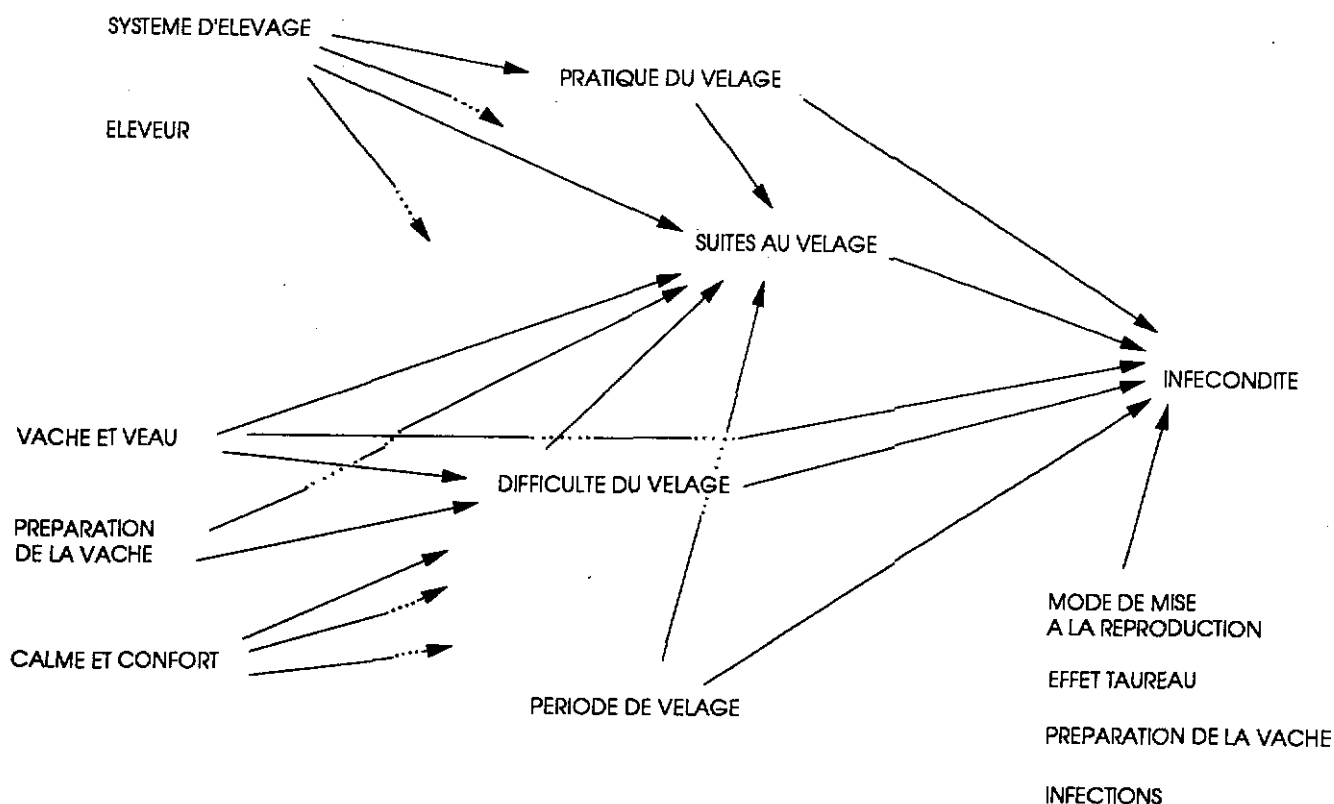 SYSTEME D'ELEVAGE
PRATIQUE DU VELAGE
ELEVEUR
SUITES AU VELAGE
INFECONDITE
VACHE ET VEAU
DIFFICULTE DU VELAGE
PREPARATION
DE LA VACHE
MODE DE MISE
A LA REPRODUCTION
CALME ET CONFORT
EFFET TAUREAU
PERIODE DE VELAGE
PREPARATION DE LA VACHE
INFECTIONS